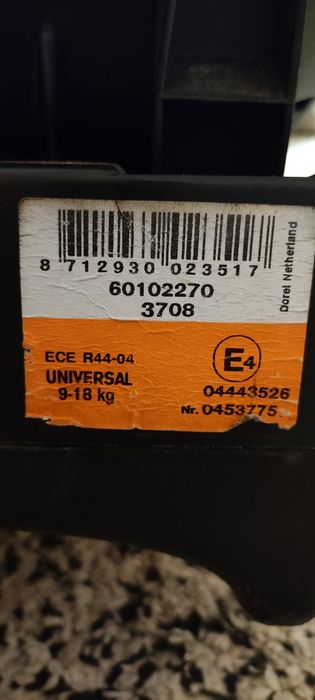 8 712930 023517
60102270
3708
Dorel Netherland
ECE R44-04
UNIVERSAL
9-18 kg
E4
04443526
Nr. 0453775